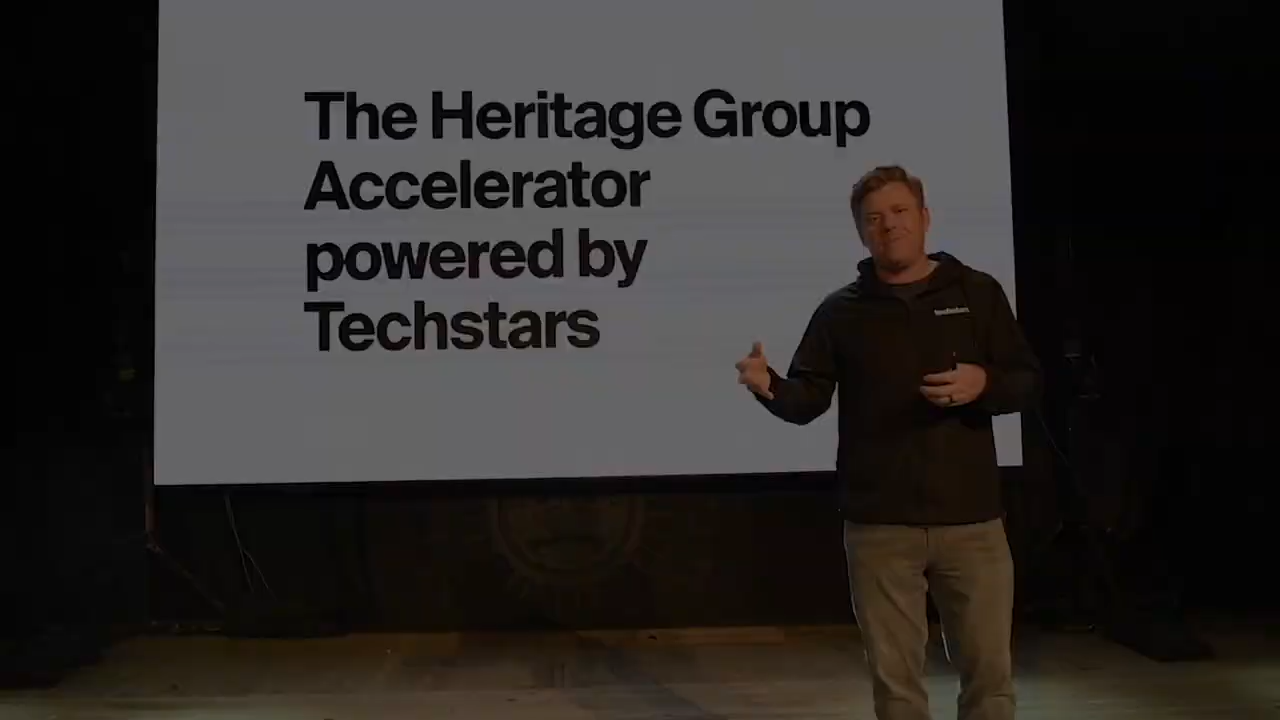 The Heritage Group
Accelerator
powered by
Techstars